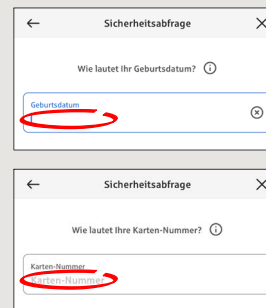 Sicherheitsabfrage
Wie lautet Ihr Geburtsdatum?
Geburtsdatum
Sicherheitsabfrage
Wie lautet Ihre Karten-Nummer?
Karten-Nummer
Karten-Nummer